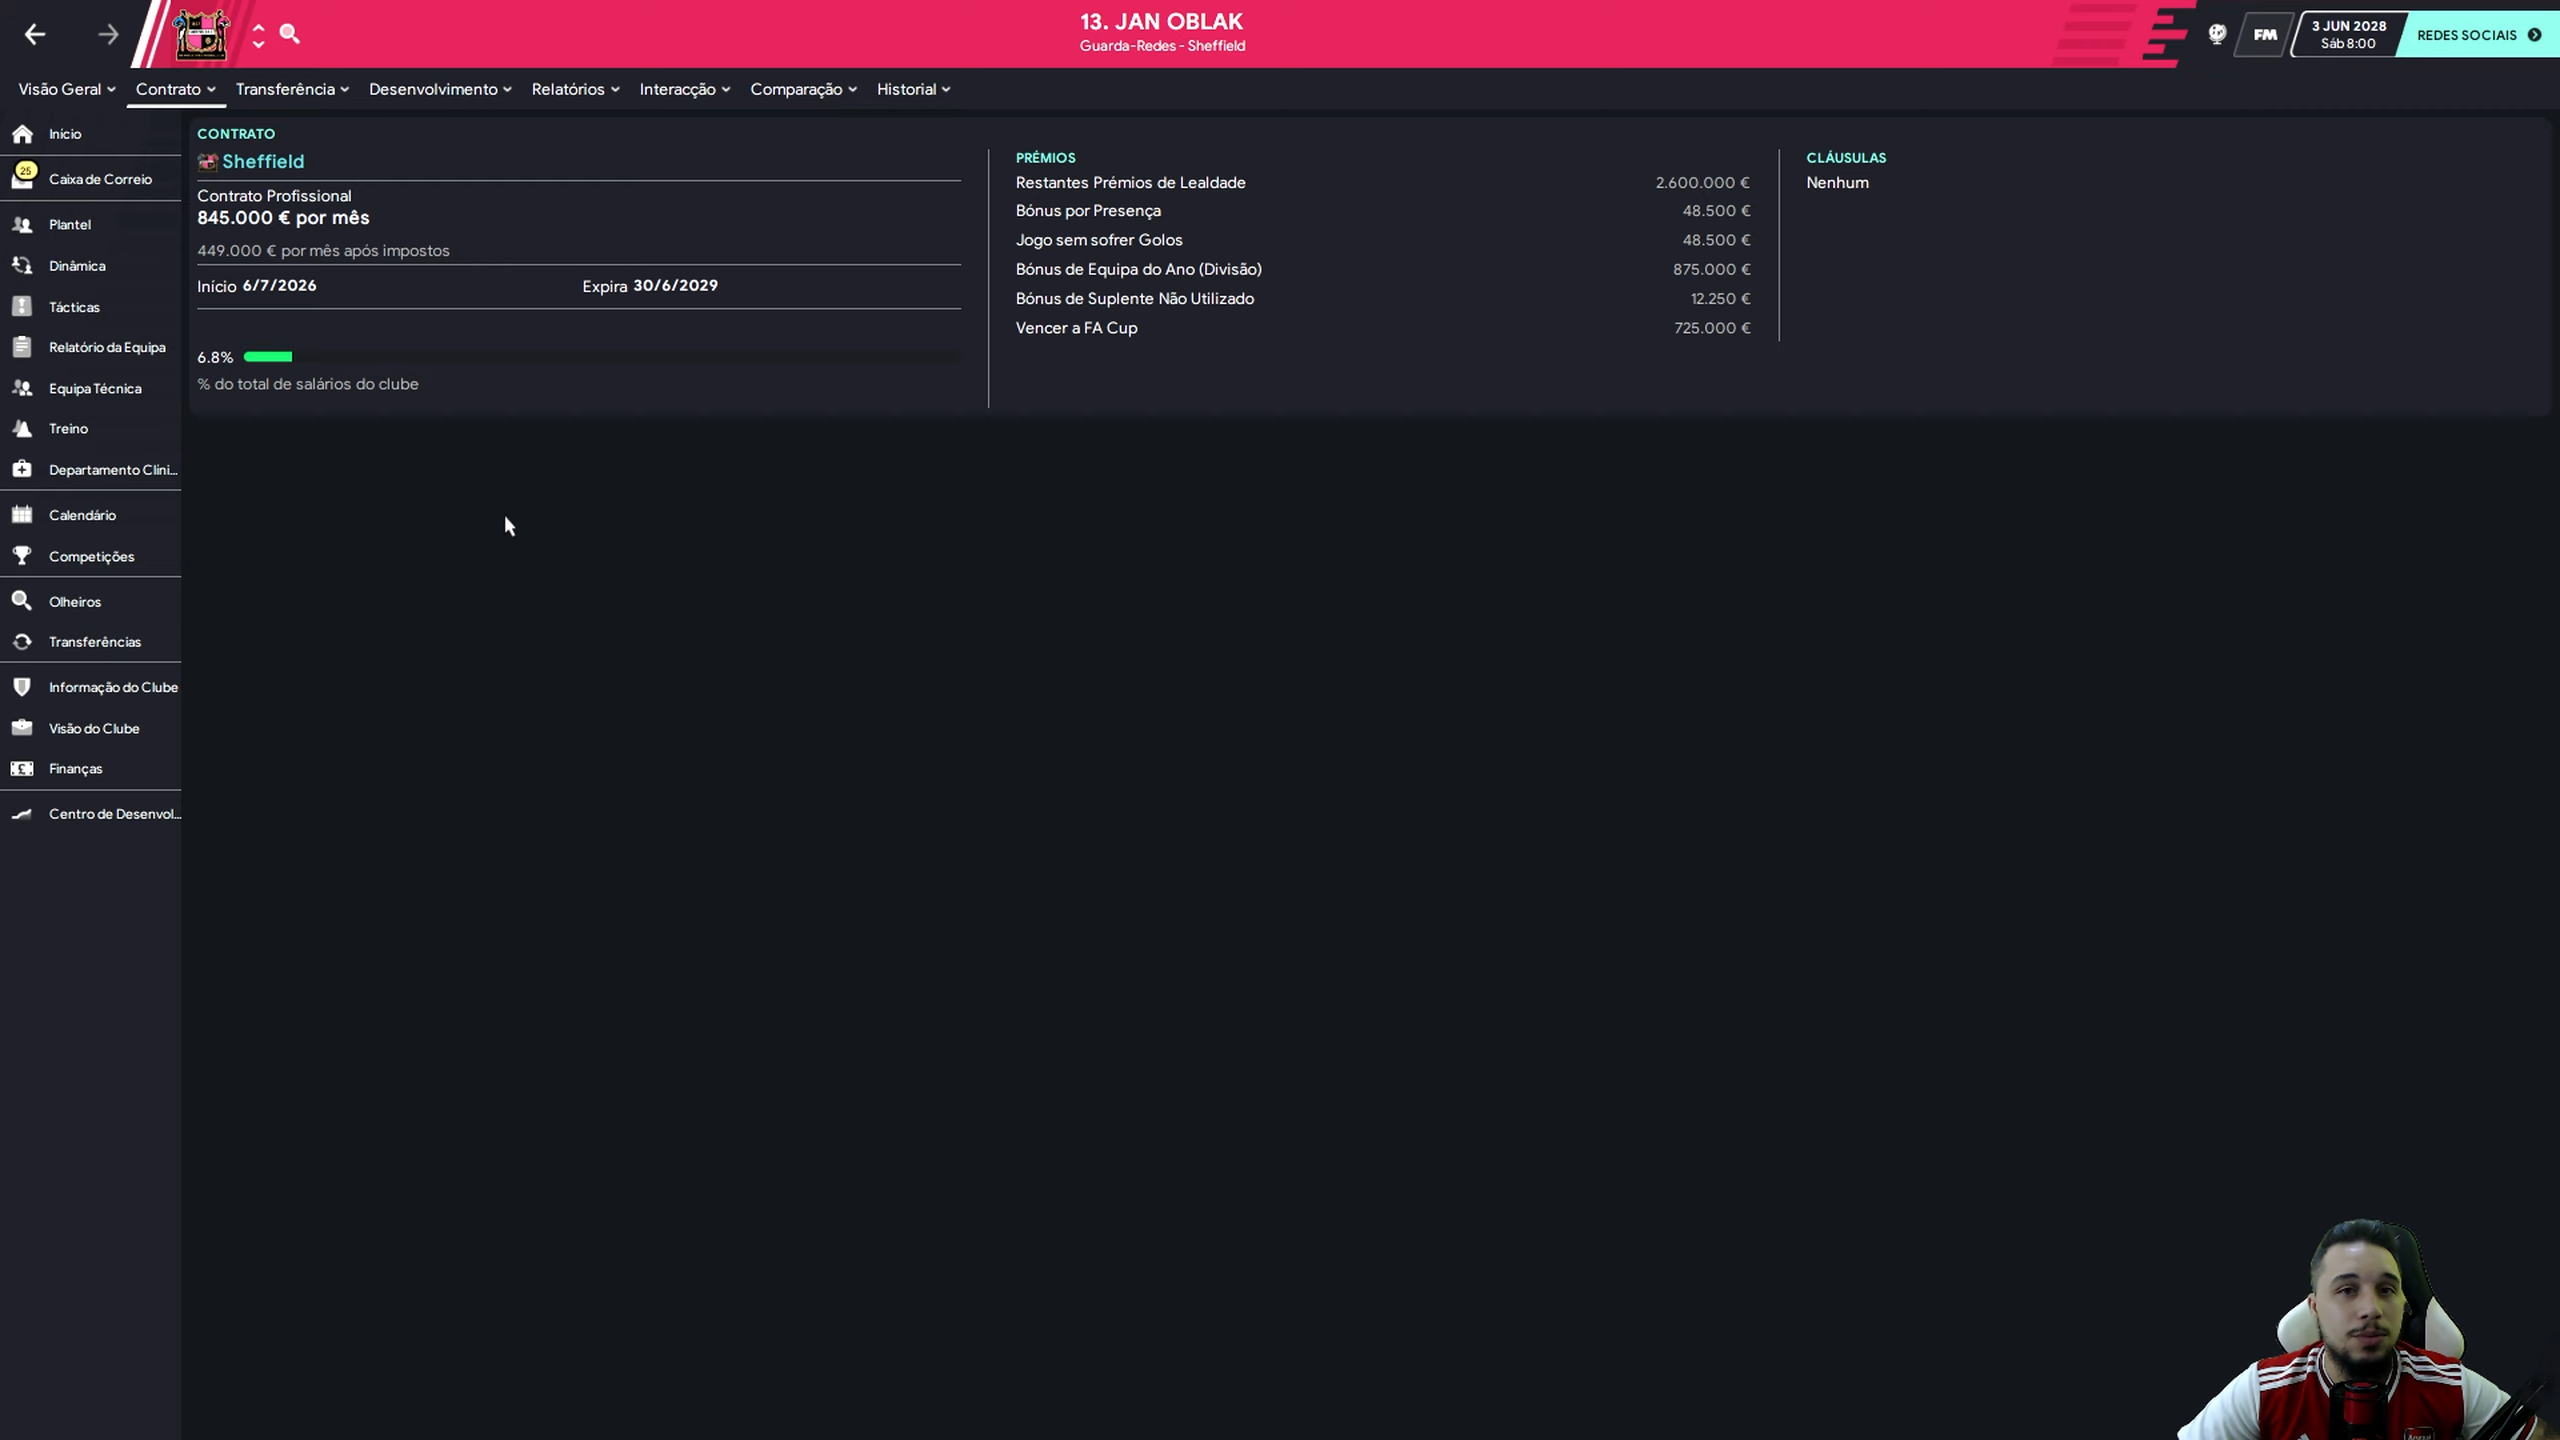 13. JAN OBLAK
Guarda-Redes - Sheffield
FM
3 JUN 2028
Sáb 8:00
REDES SOCIAIS
Visão Geral
Contrato
Transferência
Desenvolvimento
Relatórios
Interacção
Comparação
Historial
Início
25
Caixa de Correio
Plantel
Dinâmica
Tácticas
Relatório da Equipa
Equipa Técnica
Treino
Departamento Clíni...
Calendário
Competições
Olheiros
Transferências
Informação do Clube
Visão do Clube
Finanças
Centro de Desenvol...
CONTRATO
Sheffield
Contrato Profissional
845.000 € por mês
449.000 € por mês após impostos
Início 6/7/2026
Expira 30/6/2029
6.8%
% do total de salários do clube
PRÉMIOS
Restantes Prémios de Lealdade 2.600.000 €
Bónus por Presença 48.500 €
Jogo sem sofrer Golos 48.500 €
Bónus de Equipa do Ano (Divisão) 875.000 €
Bónus de Suplente Não Utilizado 12.250 €
Vencer a FA Cup 725.000 €
CLÁUSULAS
Nenhum